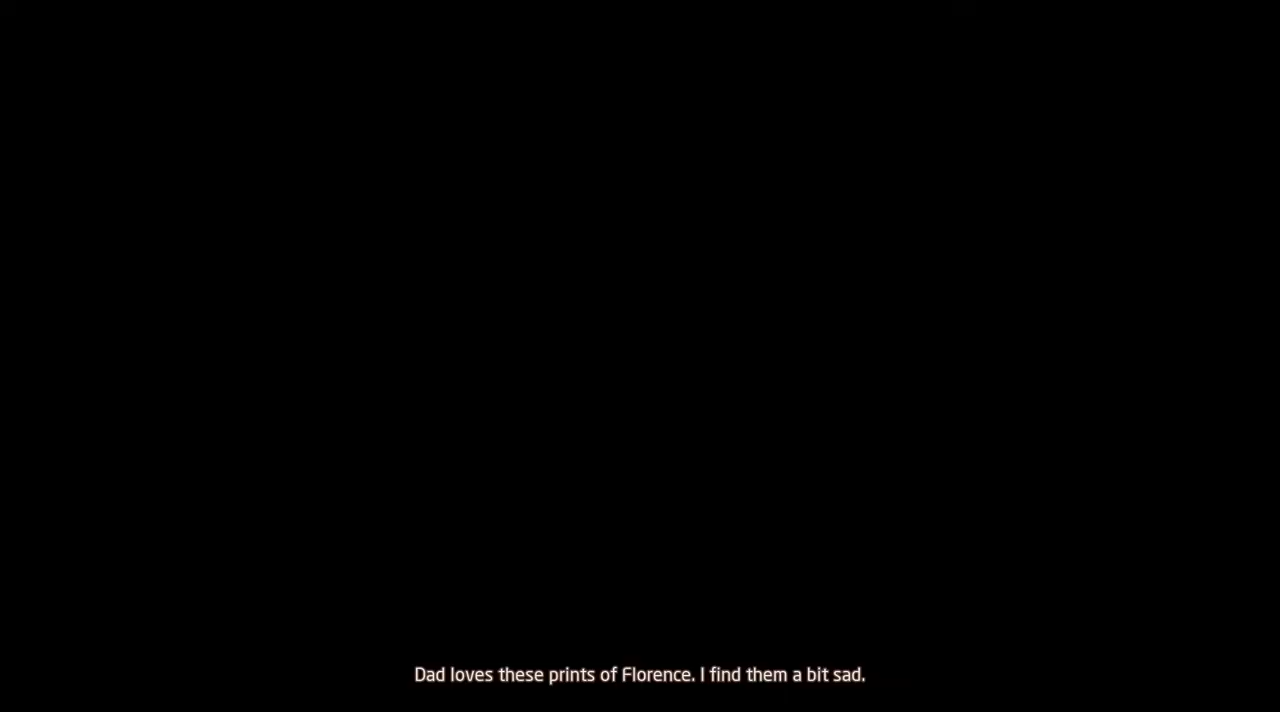 Dad loves these prints of Florence. I find them a bit sad.